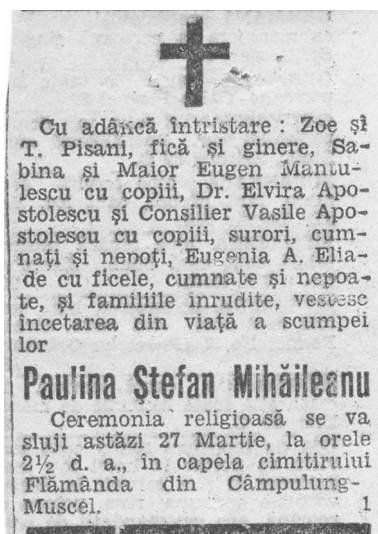 Cu adâncă întristare : Zoe și
T. Pisani, fică și ginere, Sa-
bina și Maior Eugen Mantu-
lescu cu copiii, Dr. Elvira Apo-
stolescu și Consilier Vasile Apo-
stolescu cu copiii, surori, cum-
nați și nepoți, Eugenia A. Elia-
de cu ficele, cumnate și nepoa-
te, și familiile înrudite, vestesc
încetarea din viață a scumpei
lor
Paulina Ștefan Mihăileanu
Ceremonia religioasă se va
sluji astăzi 27 Martie, la orele
2½ d. a., în capela cimitirului
Flămânda din Câmpulung-
Muscel. 1